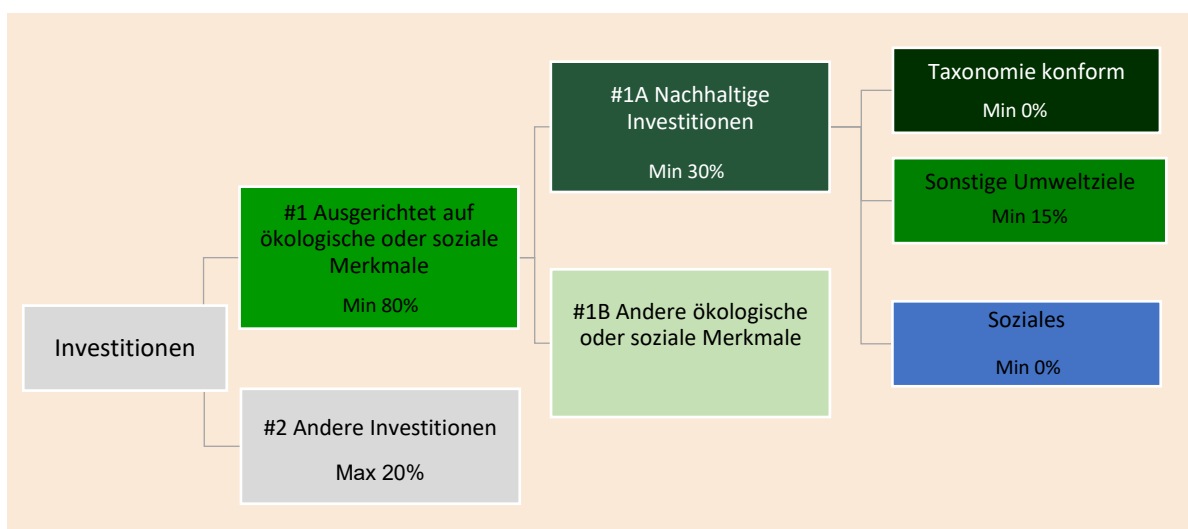 Investitionen
#1 Ausgerichtet auf
ökologische oder soziale
Merkmale
Min 80%
#2 Andere Investitionen
Max 20%
#1A Nachhaltige
Investitionen
Min 30%
#1B Andere ökologische
oder soziale Merkmale
Taxonomie konform
Min 0%
Sonstige Umweltziele
Min 15%
Soziales
Min 0%